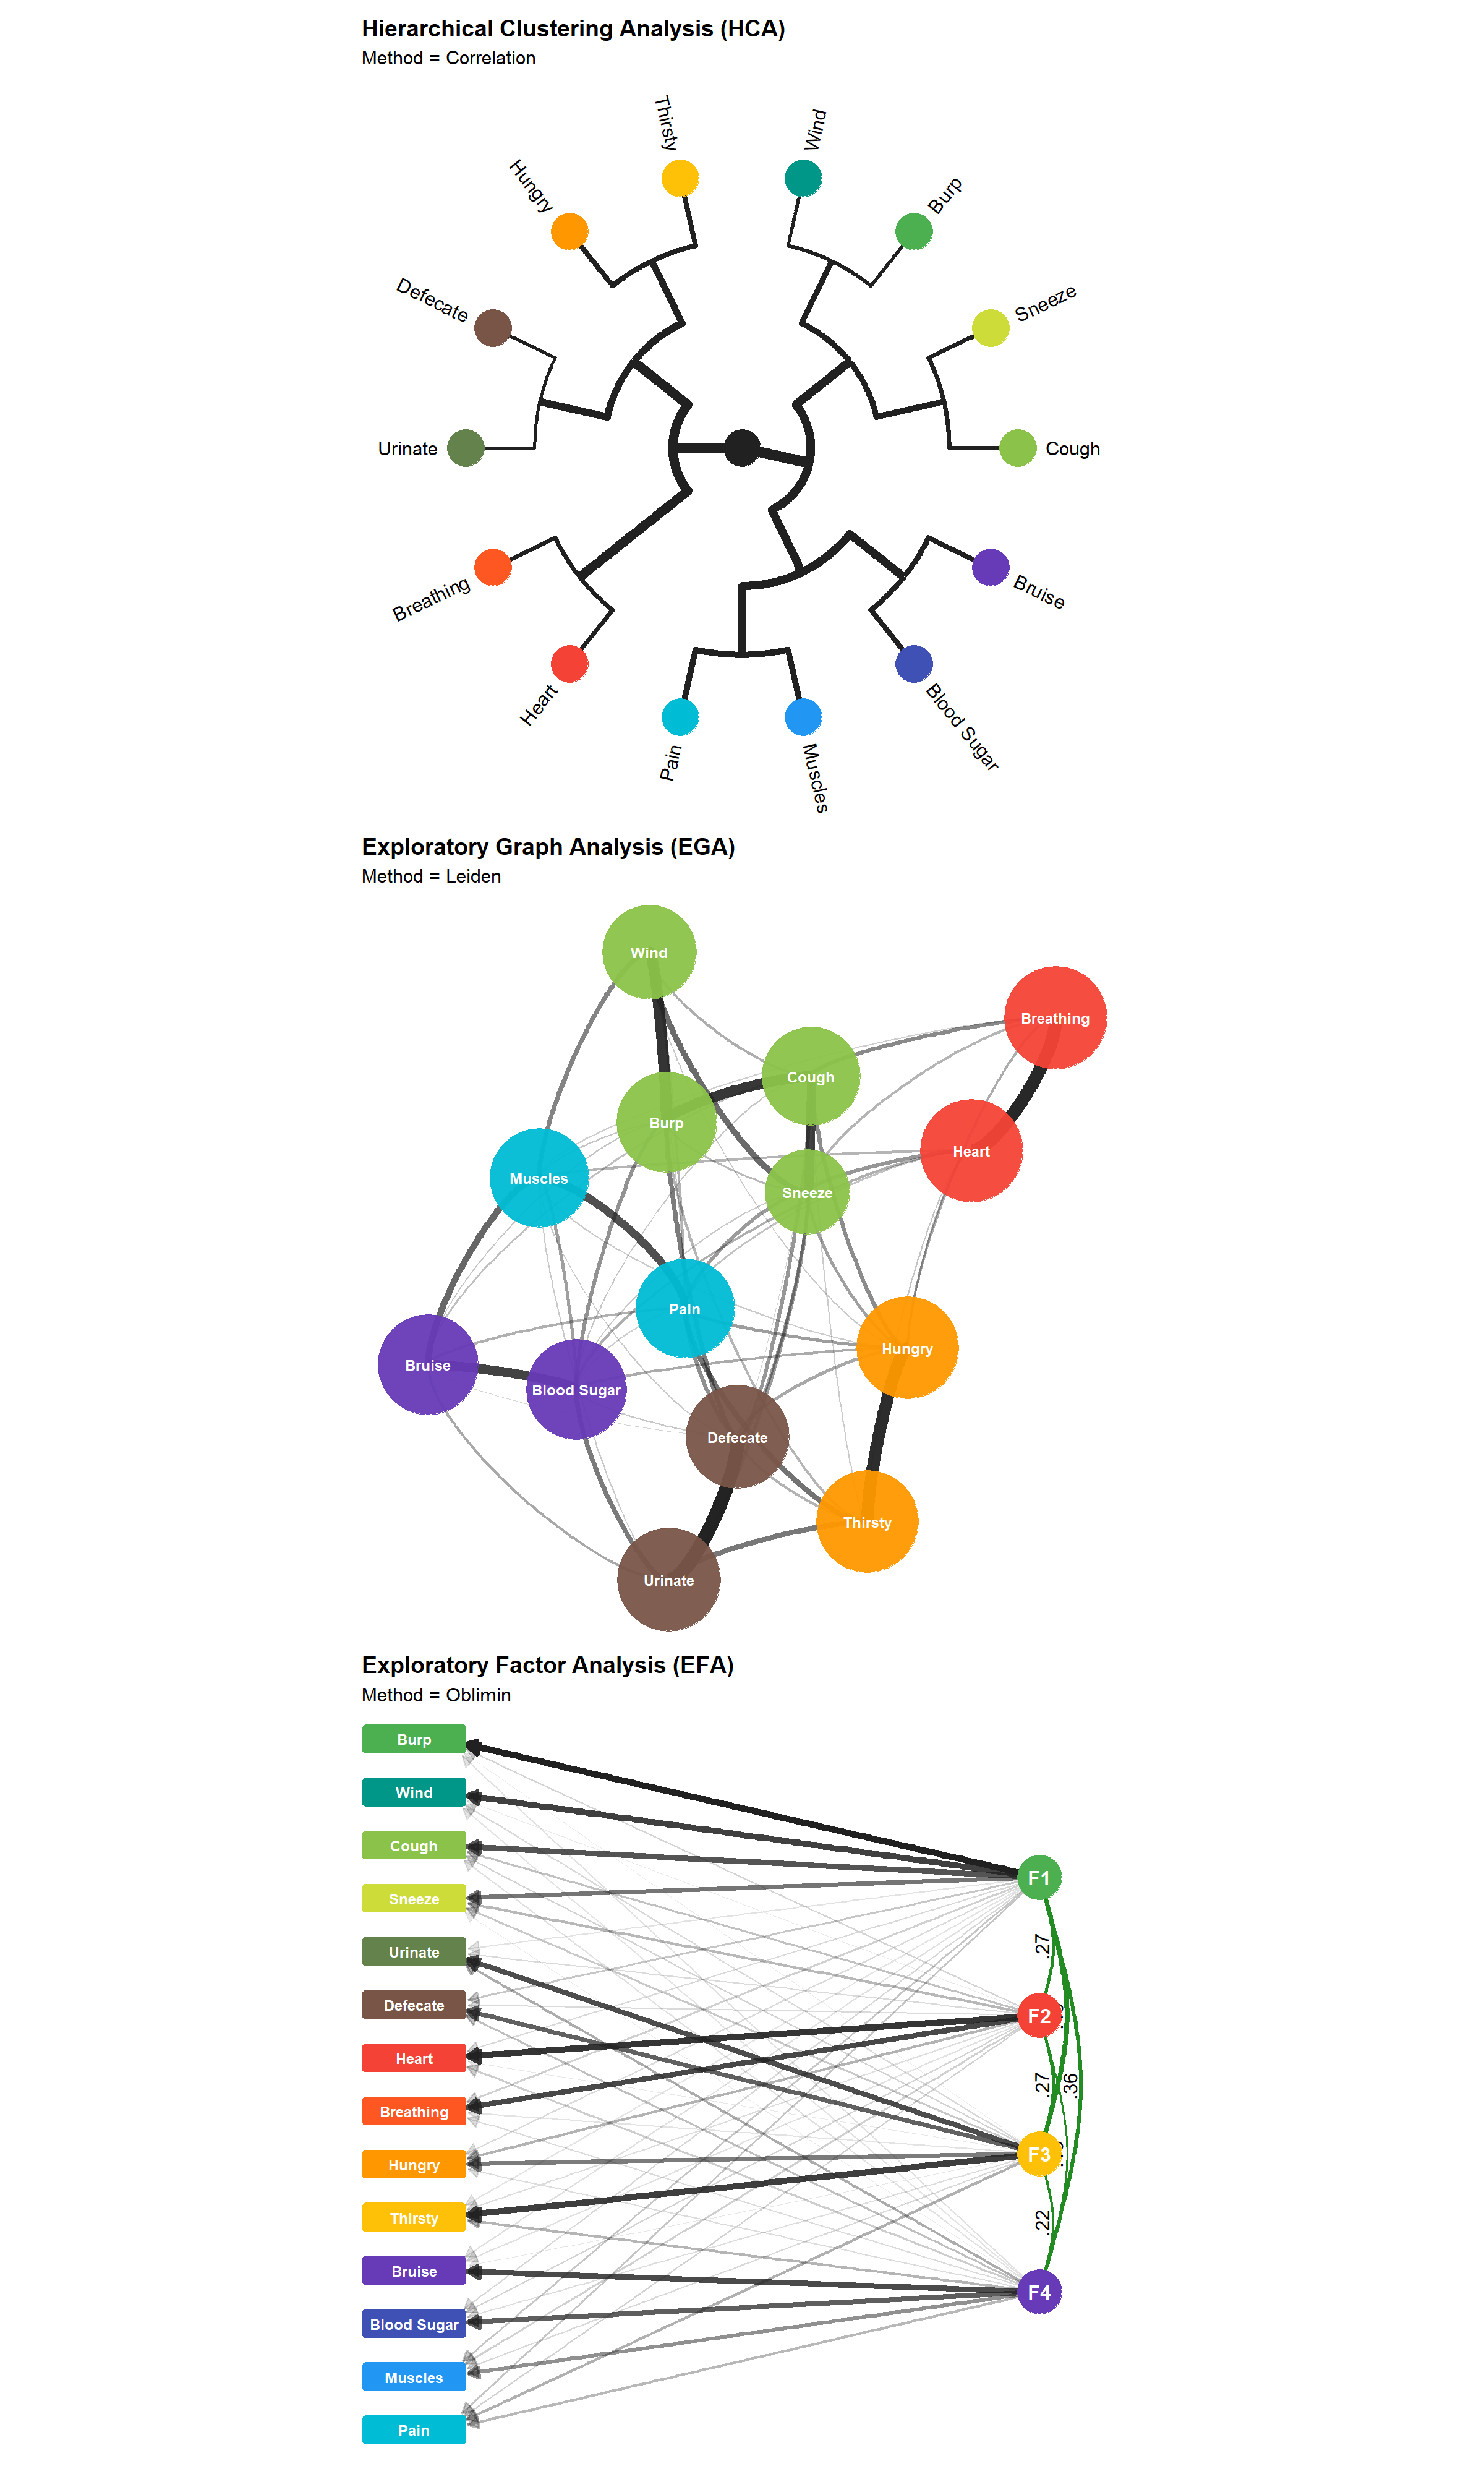 Hierarchical Clustering Analysis (HCA)
Method = Correlation
Thirsty
Wind
Hungry
Burp
Defecate
Sneeze
Urinate
Cough
Breathing
Bruise
Heart
Blood Sugar
Pain
Muscles
Exploratory Graph Analysis (EGA)
Method = Leiden
Wind
Breathing
Cough
Burp
Heart
Muscles
Sneeze
Pain
Hungry
Bruise
Blood Sugar
Defecate
Thirsty
Urinate
Exploratory Factor Analysis (EFA)
Method = Oblimin
Burp
Wind
Cough
Sneeze
Urinate
Defecate
Heart
Breathing
Hungry
Thirsty
Bruise
Blood Sugar
Muscles
Pain
F1
.27
F2
.27
.36
F3
.22
F4